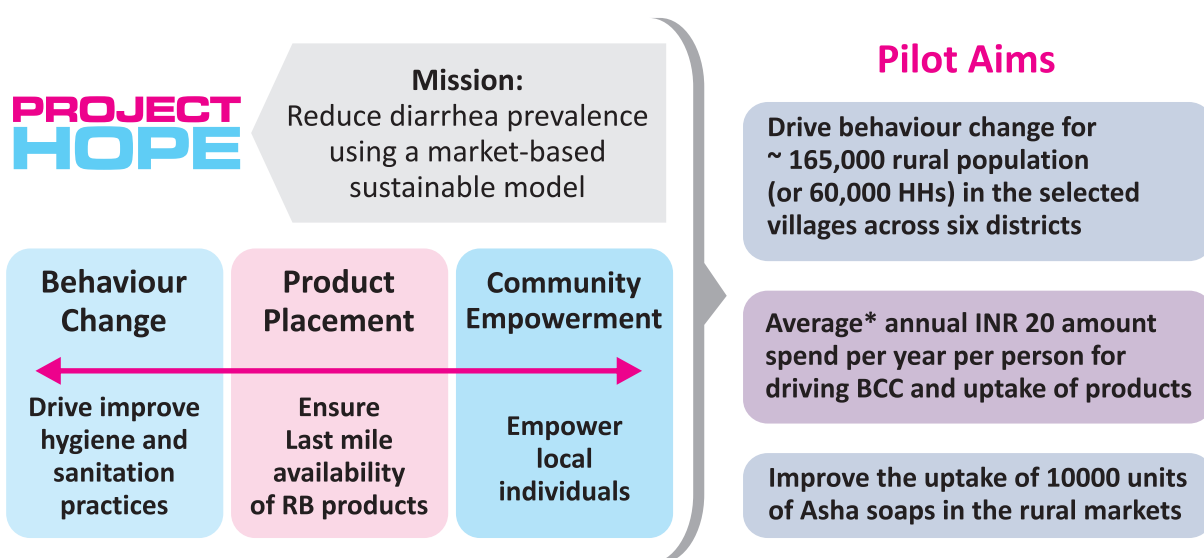 PROJECT
HOPE
Mission:
Reduce diarrhea prevalence
using a market-based
sustainable model
Behaviour
Change
Drive improve
hygiene and
sanitation
practices
Product
Placement
Ensure
Last mile
availability
of RB products
Community
Empowerment
Empower
local
individuals
Pilot Aims
Drive behaviour change for
~ 165,000 rural population
(or 60,000 HHs) in the selected
villages across six districts
Average* annual INR 20 amount
spend per year per person for
driving BCC and uptake of products
Improve the uptake of 10000 units
of Asha soaps in the rural markets